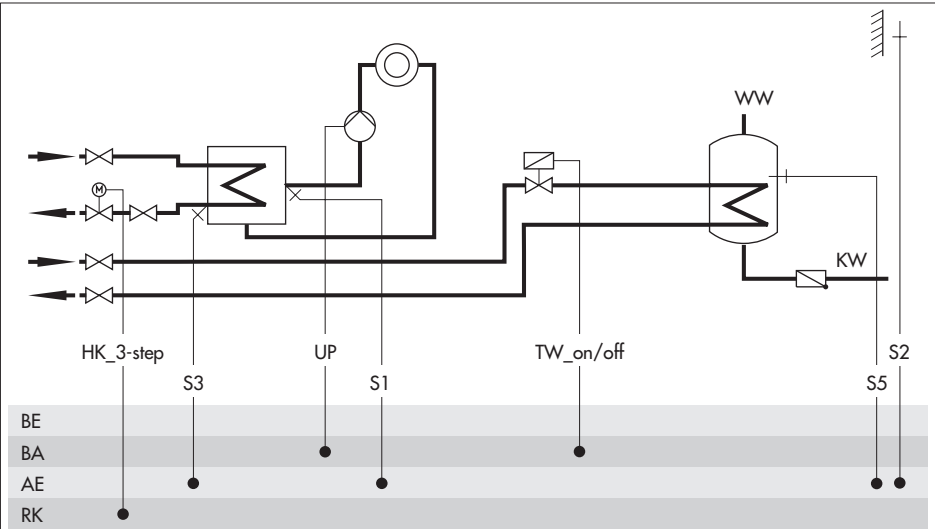 WW
M
KW
HK_3-step UP TW_on/off S2
S3 S1 S5
BE
BA
AE
RK